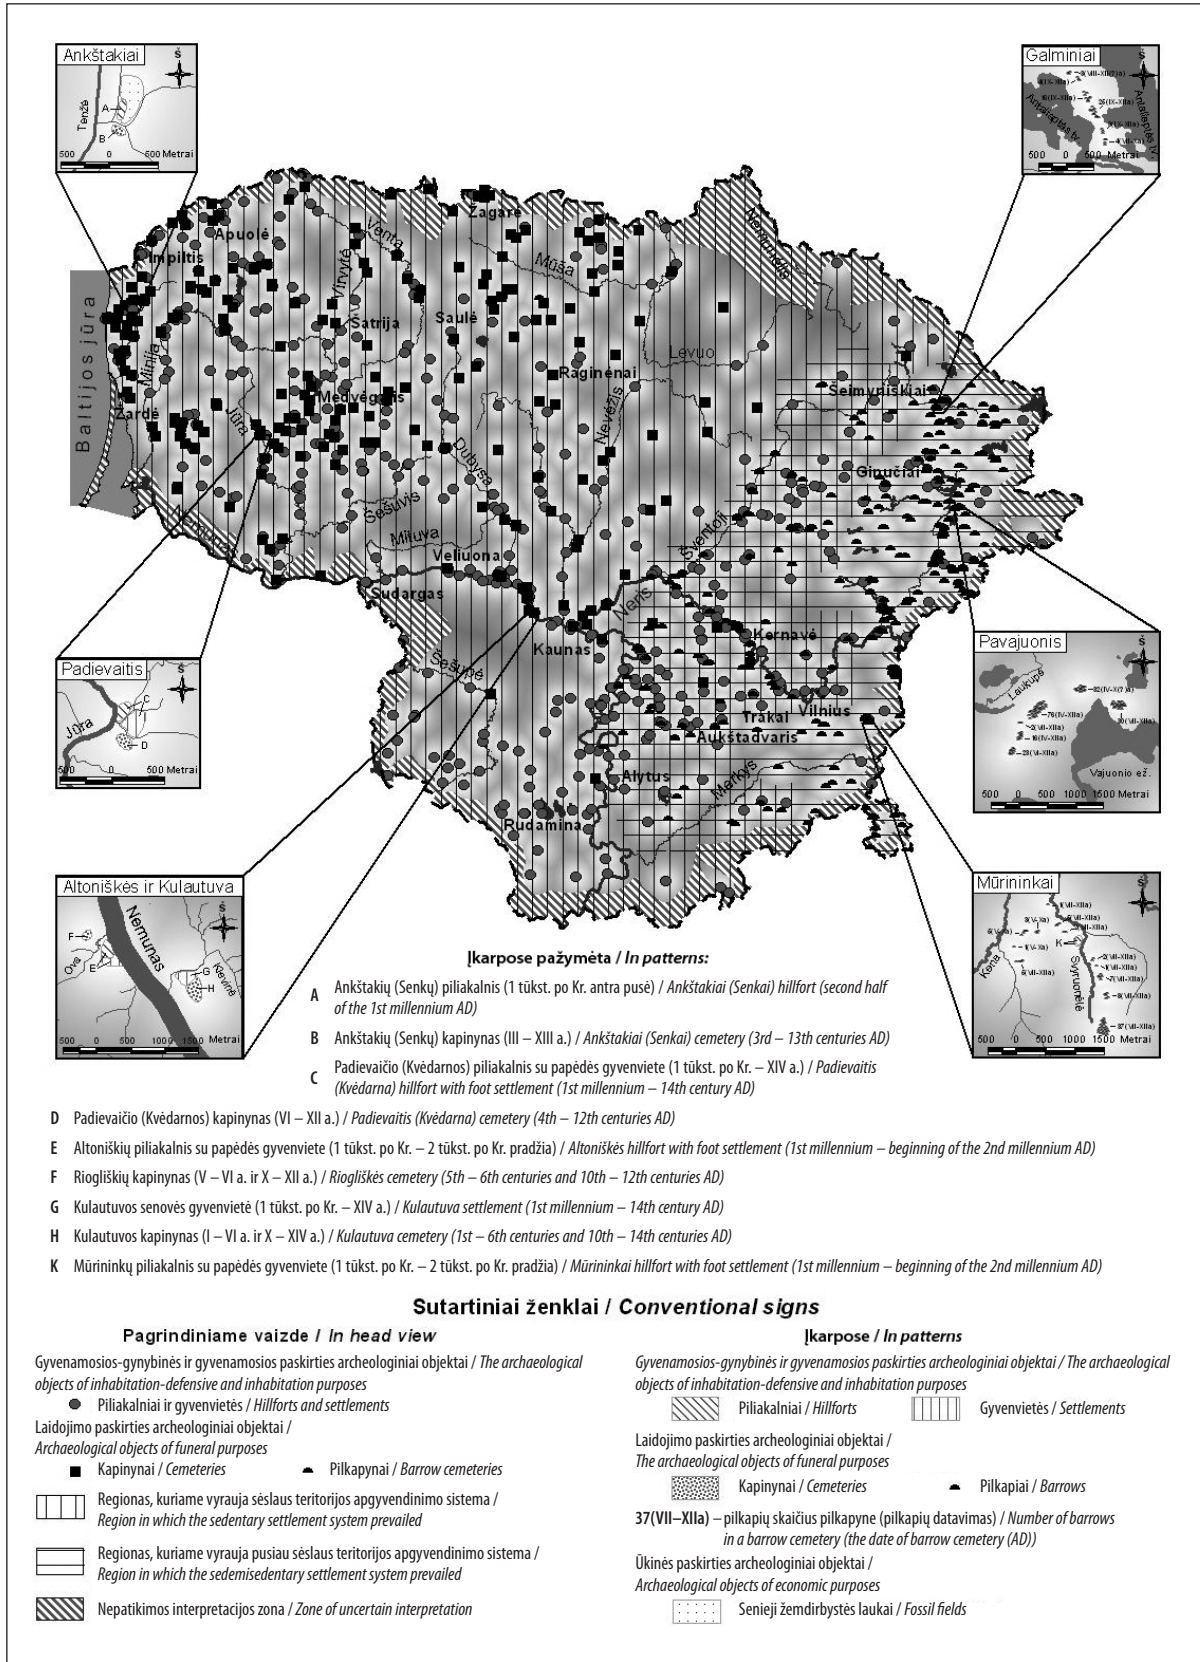 Ankštakiai
Š
Tenžė
A
B
500 0 500 Metrai
Galminiai
Š
Antalieptės tv.
Antalieptės tv.
500 0 500 Metrai
Žagarė
Apuolė
Venta
Nemunėlis
Impiltis
Virvytė
Mūša
Baltijos jūra
Šatrija
Saulė
Minija
Lėvuo
Raginėnai
Šeimyniškiai
Medvėgalis
Žardė
Jūra
Nevėžis
Dubysa
Ginučiai
Šešuvis
Nemunas
Mituva
Šventoji
Veliuona
Sudargas
Neris
Kernavė
Kaunas
Šešupė
Vilnius
Trakai
Aukštadvaris
Alytus
Merkys
Rudamina
Padievaitis
Š
Jūra
C
D
500 0 500 Metrai
Pavajuonis
Š
Laukupė
Vajuonio ež.
500 0 500 1000 1500 Metrai
Altoniškės ir Kulautuva
Š
Nemunas
F
Ova
E
G
H
Klevinė
500 0 500 1000 1500 Metrai
Mūrininkai
Š
K
Kena
Svyruonėlė
37(VII-XIIa)
500 0 500 1000 1500 Metrai
Įkarpose pažymėta / In patterns:
A Ankštakių (Senkų) piliakalnis (1 tūkst. po Kr. antra pusė) / Ankštakiai (Senkai) hillfort (second half
of the 1st millennium AD)
B Ankštakių (Senkų) kapinynas (III – XIII a.) / Ankštakiai (Senkai) cemetery (3rd – 13th centuries AD)
C Padievaičio (Kvėdarnos) piliakalnis su papėdės gyvenviete (1 tūkst. po Kr. – XIV a.) / Padievaitis
(Kvėdarna) hillfort with foot settlement (1st millennium – 14th century AD)
D Padievaičio (Kvėdarnos) kapinynas (VI – XII a.) / Padievaitis (Kvėdarna) cemetery (4th – 12th centuries AD)
E Altoniškių piliakalnis su papėdės gyvenviete (1 tūkst. po Kr. – 2 tūkst. po Kr. pradžia) / Altoniškės hillfort with foot settlement (1st millennium – beginning of the 2nd millennium AD)
F Riogliškių kapinynas (V – VI a. ir X – XII a.) / Riogliškės cemetery (5th – 6th centuries and 10th – 12th centuries AD)
G Kulautuvos senovės gyvenvietė (1 tūkst. po Kr. – XIV a.) / Kulautuva settlement (1st millennium – 14th century AD)
H Kulautuvos kapinynas (I – VI a. ir X – XIV a.) / Kulautuva cemetery (1st – 6th centuries and 10th – 14th centuries AD)
K Mūrininkų piliakalnis su papėdės gyvenviete (1 tūkst. po Kr. – 2 tūkst. po Kr. pradžia) / Mūrininkai hillfort with foot settlement (1st millennium – beginning of the 2nd millennium AD)
Sutartiniai ženklai / Conventional signs
Pagrindiniame vaizde / In head view
Gyvenamosios-gynybinės ir gyvenamosios paskirties archeologiniai objektai / The archaeological
objects of inhabitation-defensive and inhabitation purposes
Piliakalniai ir gyvenvietės / Hillforts and settlements
Laidojimo paskirties archeologiniai objektai /
Archaeological objects of funeral purposes
Kapinynai / Cemeteries Pilkapynai / Barrow cemeteries
Regionas, kuriame vyrauja sėslaus teritorijos apgyvendinimo sistema /
Region in which the sedentary settlement system prevailed
Regionas, kuriame vyrauja pusiau sėslaus teritorijos apgyvendinimo sistema /
Region in which the sedemisedentary settlement system prevailed
Nepatikimos interpretacijos zona / Zone of uncertain interpretation
Įkarpose / In patterns
Gyvenamosios-gynybinės ir gyvenamosios paskirties archeologiniai objektai / The archaeological
objects of inhabitation-defensive and inhabitation purposes
Piliakalniai / Hillforts Gyvenvietės / Settlements
Laidojimo paskirties archeologiniai objektai /
The archaeological objects of funeral purposes
Kapinynai / Cemeteries Pilkapiai / Barrows
37(VII–XIIa) – pilkapių skaičius pilkapyne (pilkapių datavimas) / Number of barrows
in a barrow cemetery (the date of barrow cemetery (AD))
Ūkinės paskirties archeologiniai objektai /
Archaeological objects of economic purposes
Senieji žemdirbystės laukai / Fossil fields